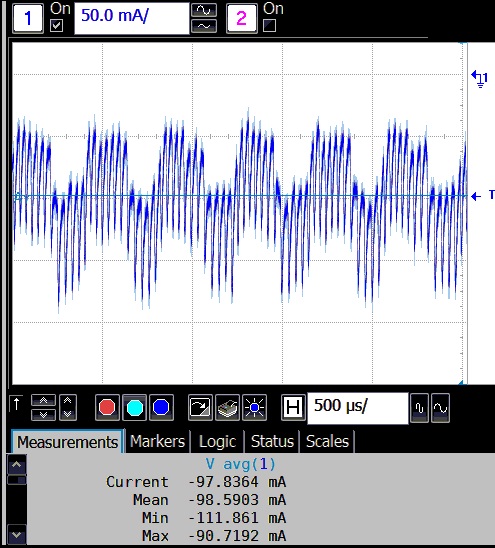 1 On 50.0 mA/ 2 On
1
T
H 500 µs/
Measurements Markers Logic Status Scales
V avg(1)
Current -97.8364 mA
Mean -98.5903 mA
Min -111.861 mA
Max -90.7192 mA